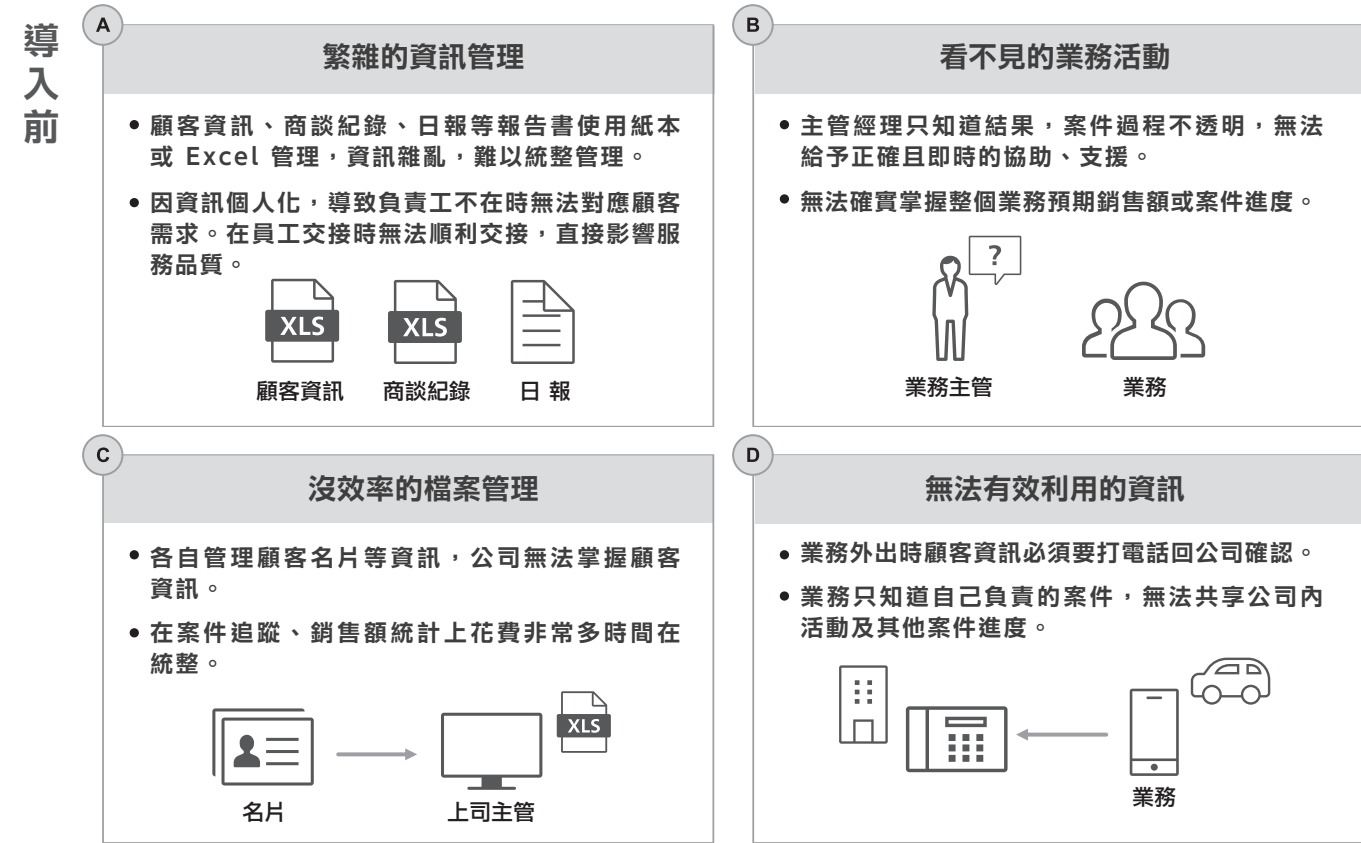 導入前
A
繁雜的資訊管理
• 顧客資訊、商談紀錄、日報等報告書使用紙本
或 Excel 管理，資訊雜亂，難以統整管理。
• 因資訊個人化，導致負責工不在時無法對應顧客
需求。在員工交接時無法順利交接，直接影響服
務品質。
XLS
XLS
顧客資訊
商談紀錄
日 報
B
看不見的業務活動
• 主管經理只知道結果，案件過程不透明，無法
給予正確且即時的協助、支援。
• 無法確實掌握整個業務預期銷售額或案件進度。
?
業務主管
業務
C
沒效率的檔案管理
• 各自管理顧客名片等資訊，公司無法掌握顧客
資訊。
• 在案件追蹤、銷售額統計上花費非常多時間在
統整。
XLS
名片
上司主管
D
無法有效利用的資訊
• 業務外出時顧客資訊必須要打電話回公司確認。
• 業務只知道自己負責的案件，無法共享公司內
活動及其他案件進度。
業務